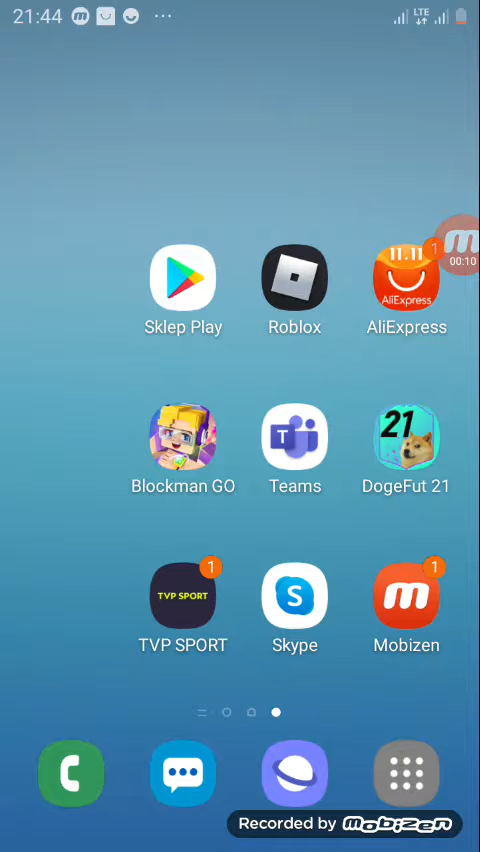 21:44
LTE
00:10
11.11
1
AliExpress
Sklep Play
Roblox
AliExpress
21
T
Blockman GO
Teams
DogeFut 21
1
TVP SPORT
S
1
TVP SPORT
Skype
Mobizen
Recorded by mobizen